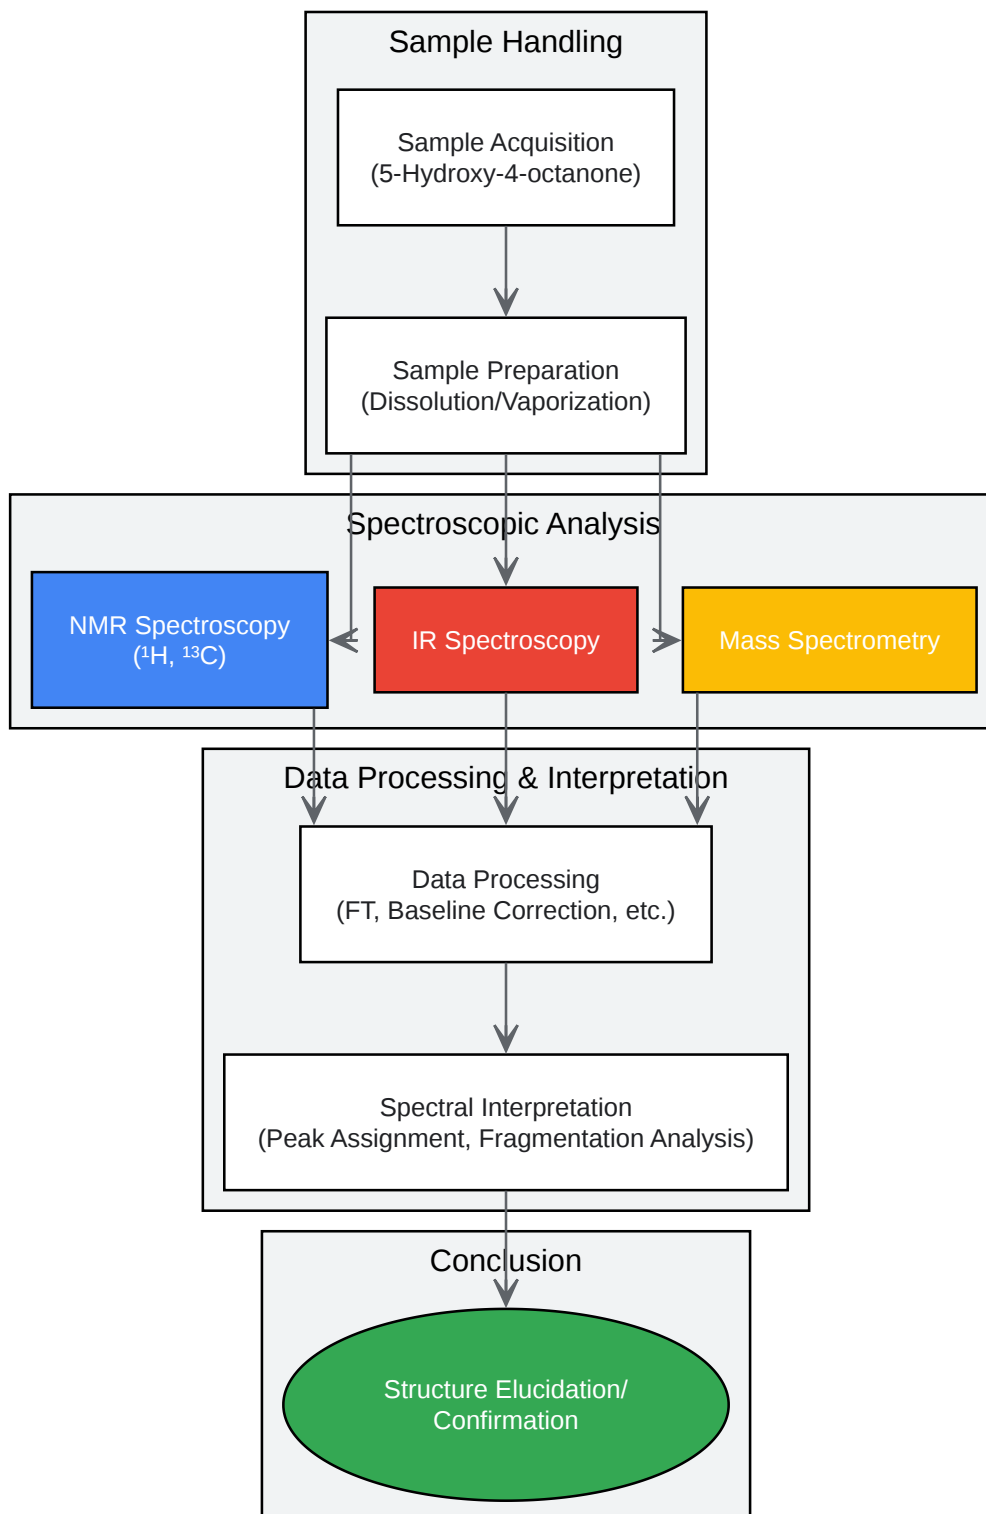 Sample Handling
Sample Acquisition
(5-Hydroxy-4-octanone)
Sample Preparation
(Dissolution/Vaporization)
Spectroscopic Analysis
NMR Spectroscopy
(¹H, ¹³C)
IR Spectroscopy
Mass Spectrometry
Data Processing & Interpretation
Data Processing
(FT, Baseline Correction, etc.)
Spectral Interpretation
(Peak Assignment, Fragmentation Analysis)
Conclusion
Structure Elucidation/
Confirmation